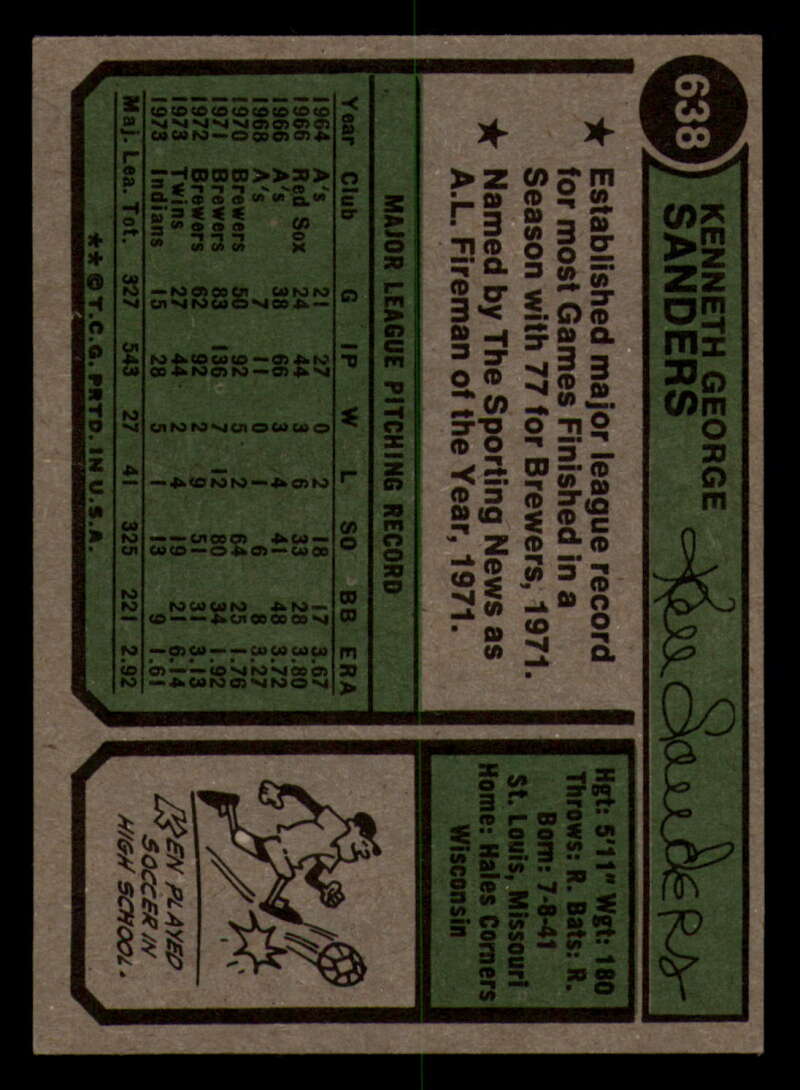 638
KENNETH GEORGE
SANDERS
Ken Sanders
★ Established major league record
for most Games Finished in a
Season with 77 for Brewers, 1971.
★ Named by The Sporting News as
A.L. Fireman of the Year, 1971.
MAJOR LEAGUE PITCHING RECORD
Year Club G IP W L SO BB ERA
1964 A's 21 27 0 2 18 17 3.67
1966 Red Sox 24 44 3 6 33 28 3.80
1966 A's 38 66 3 4 41 48 3.72
1968 A's 7 11 0 1 6 8 3.27
1970 Brewers 50 92 5 2 64 25 1.76
1971 Brewers 83 136 7 12 80 34 1.92
1972 Brewers 62 92 2 9 51 31 3.13
1973 Twins 27 44 2 4 19 21 6.14
1973 Indians 15 28 5 1 13 9 1.61
Maj. Lea. Tot. 327 543 27 41 325 221 2.92
**©T.C.G. PRTD. IN U.S.A.
Hgt: 5'11" Wgt: 180
Throws: R. Bats: R.
Born: 7-8-41
St. Louis, Missouri
Home: Hales Corners
Wisconsin
KEN PLAYED
SOCCER IN
HIGH SCHOOL.